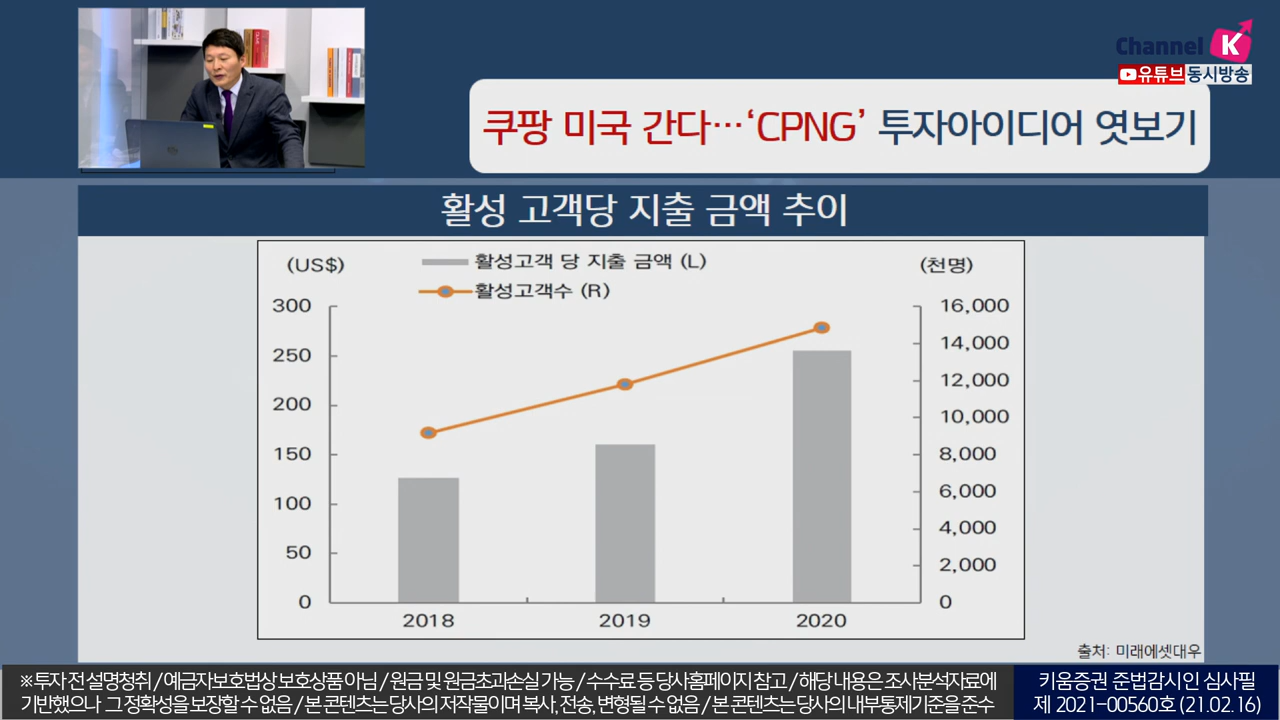 Channel K
유튜브 동시방송
쿠팡 미국 간다…‘CPNG’ 투자아이디어 엿보기
활성 고객당 지출 금액 추이
(US$)
활성고객 당 지출 금액 (L)
(천명)
활성고객수 (R)
300
250
200
150
100
50
0
16,000
14,000
12,000
10,000
8,000
6,000
4,000
2,000
0
2018
2019
2020
출처: 미래에셋대우
※ 투자 전 설명청취 / 예금자보호법상 보호상품 아님 / 원금 및 원금초과손실 가능 / 수수료 등 당사홈페이지 참고 / 해당 내용은 조사분석자료에
기반했으나 그 정확성을 보장할 수 없음 / 본 콘텐츠는 당사의 저작물이며 복사, 전송, 변형될 수 없음 / 본 콘텐츠는 당사의 내부통제기준을 준수
키움증권 준법감시인 심사필
제 2021-00560호 (21.02.16)